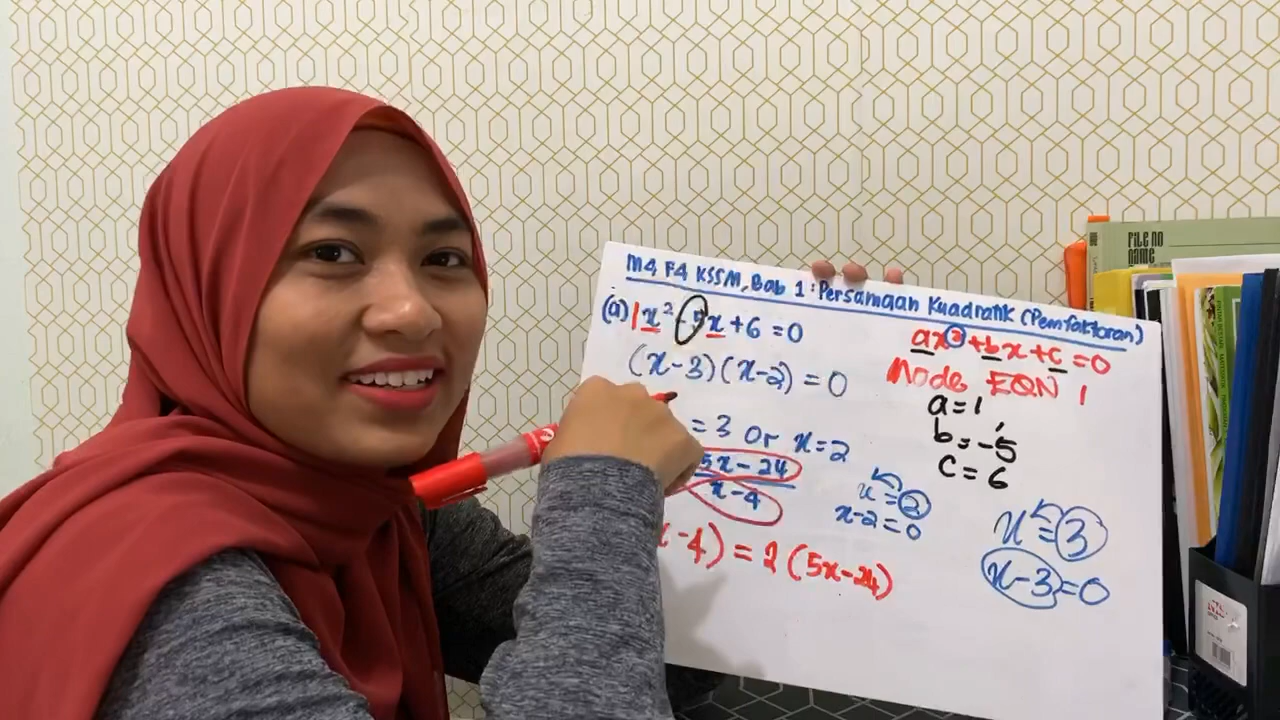 M4 F4 KSSM, Bab 1 : Persamaan Kuadratik (Pemfaktoran)
(a) 1x² -5x + 6 = 0
(x-3)(x-2) = 0
= 3 or x = 2
5x - 24
x - 4
-4) = 2(5x-24)
ax² + bx + c = 0
Mode EQN 1
a = 1
b = -5
c = 6
x = 2
x-2 = 0
x = 3
x-3 = 0
FILE NO
NAME